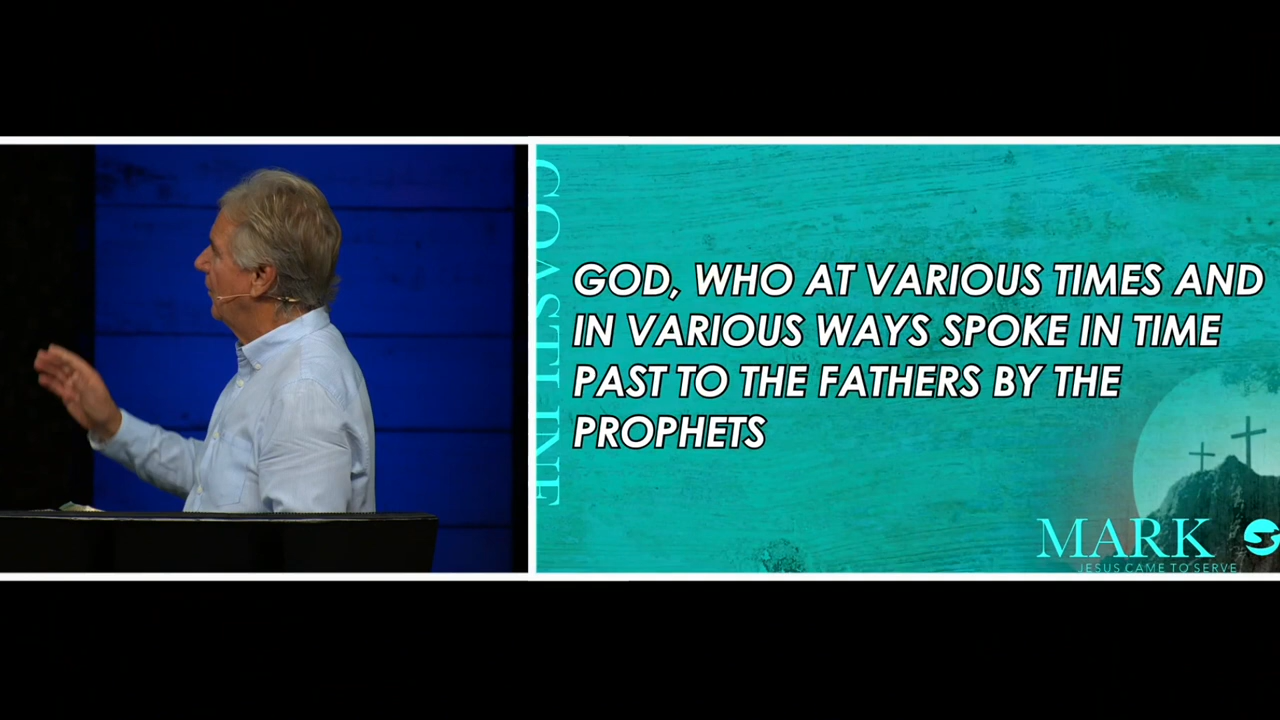 COASTLINE
GOD, WHO AT VARIOUS TIMES AND
IN VARIOUS WAYS SPOKE IN TIME
PAST TO THE FATHERS BY THE
PROPHETS
MARK
JESUS CAME TO SERVE